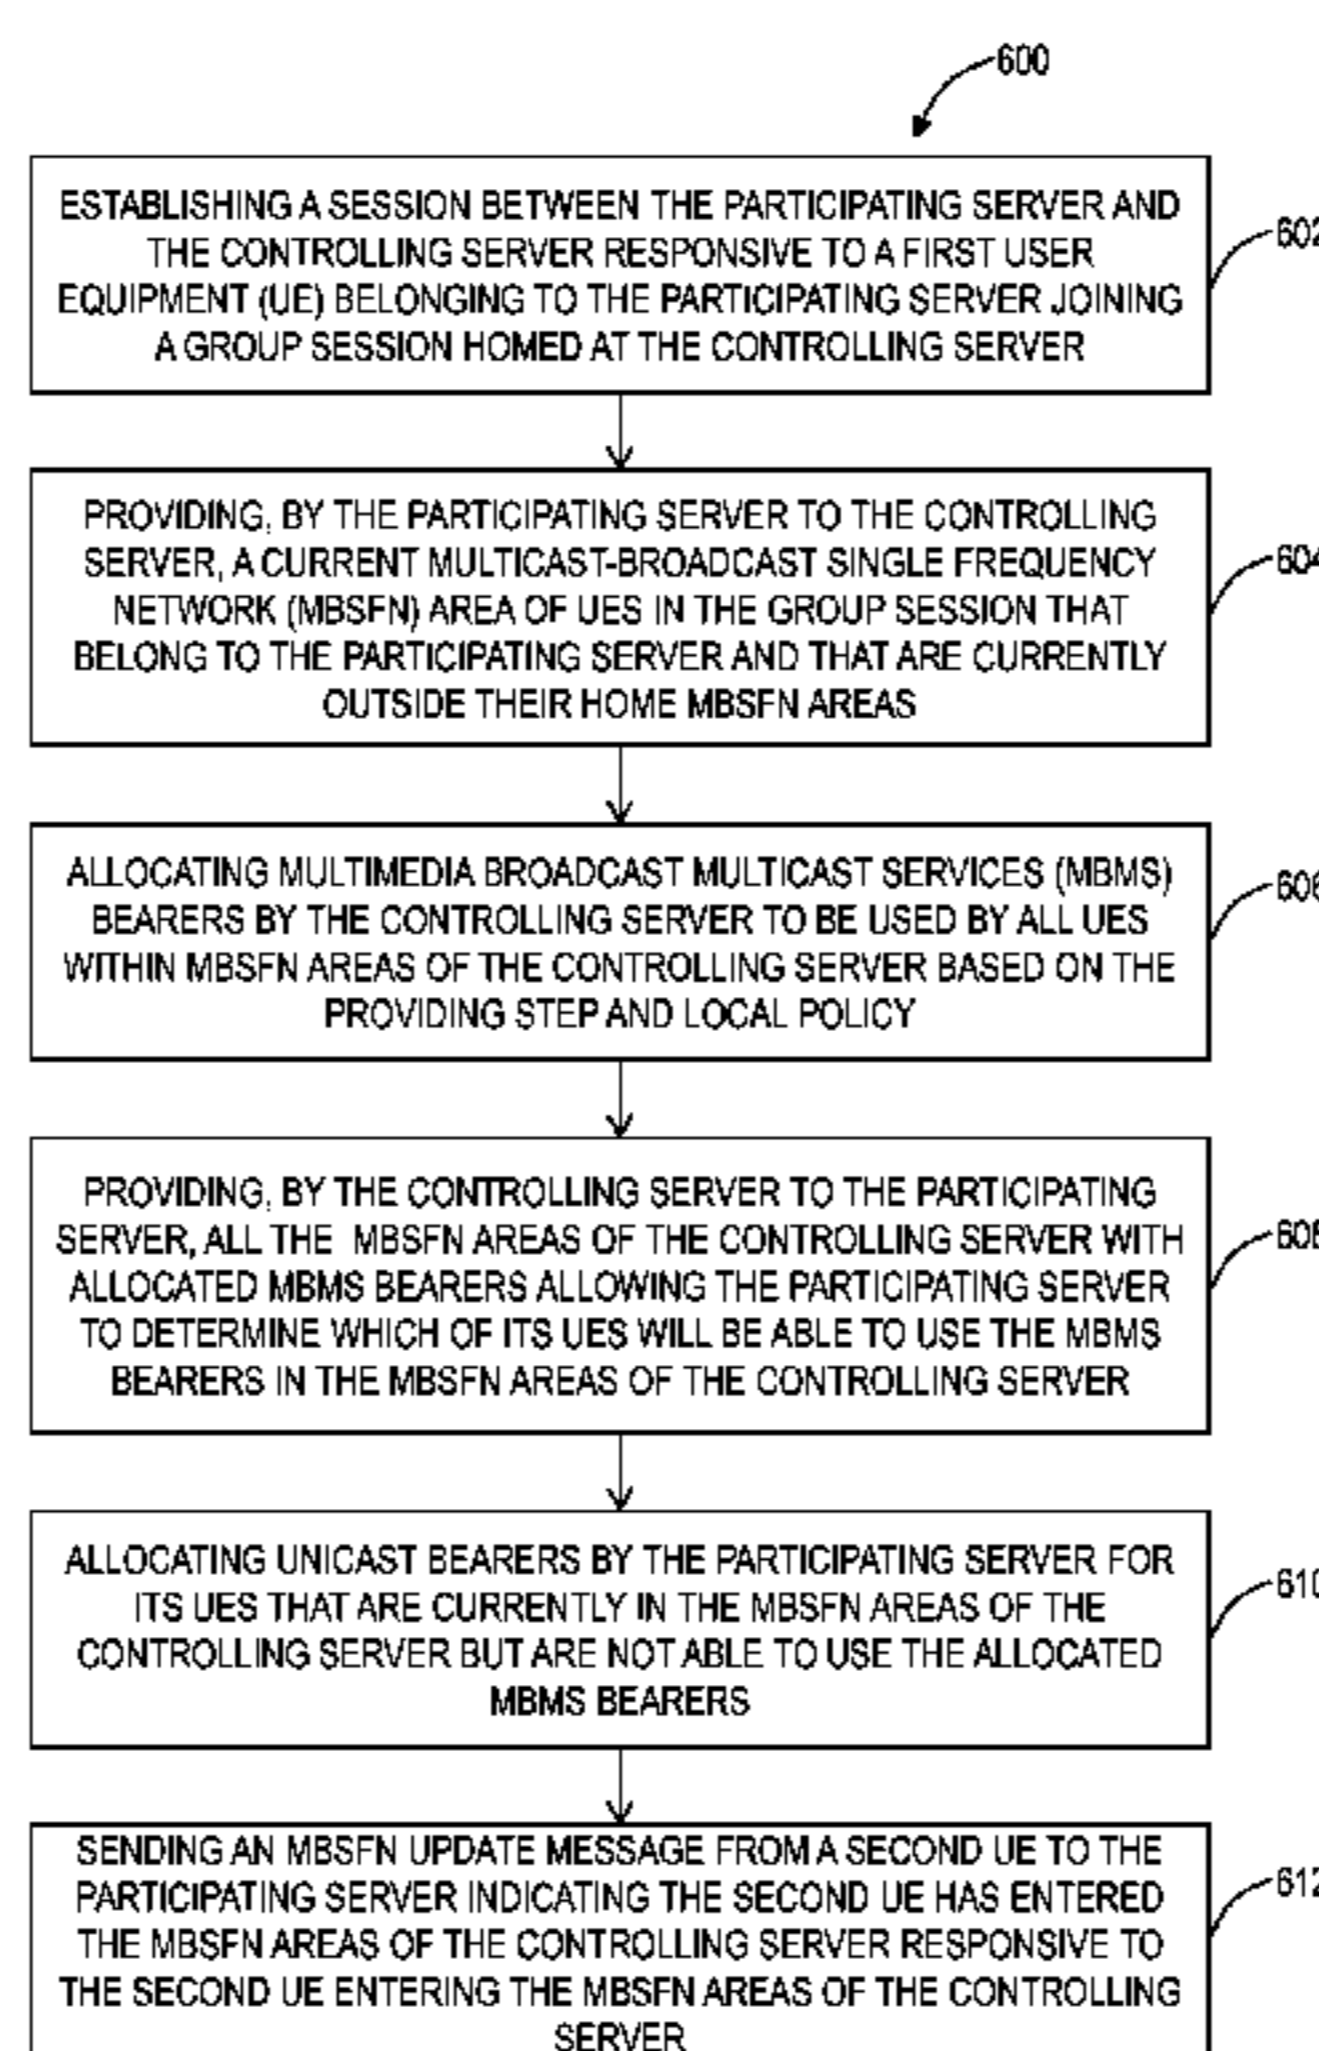 600
ESTABLISHING A SESSION BETWEEN THE PARTICIPATING SERVER AND
THE CONTROLLING SERVER RESPONSIVE TO A FIRST USER
EQUIPMENT (UE) BELONGING TO THE PARTICIPATING SERVER JOINING
A GROUP SESSION HOMED AT THE CONTROLLING SERVER
602
PROVIDING, BY THE PARTICIPATING SERVER TO THE CONTROLLING
SERVER, A CURRENT MULTICAST-BROADCAST SINGLE FREQUENCY
NETWORK (MBSFN) AREA OF UES IN THE GROUP SESSION THAT
BELONG TO THE PARTICIPATING SERVER AND THAT ARE CURRENTLY
OUTSIDE THEIR HOME MBSFN AREAS
604
ALLOCATING MULTIMEDIA BROADCAST MULTICAST SERVICES (MBMS)
BEARERS BY THE CONTROLLING SERVER TO BE USED BY ALL UES
WITHIN MBSFN AREAS OF THE CONTROLLING SERVER BASED ON THE
PROVIDING STEP AND LOCAL POLICY
606
PROVIDING, BY THE CONTROLLING SERVER TO THE PARTICIPATING
SERVER, ALL THE MBSFN AREAS OF THE CONTROLLING SERVER WITH
ALLOCATED MBMS BEARERS ALLOWING THE PARTICIPATING SERVER
TO DETERMINE WHICH OF ITS UES WILL BE ABLE TO USE THE MBMS
BEARERS IN THE MBSFN AREAS OF THE CONTROLLING SERVER
608
ALLOCATING UNICAST BEARERS BY THE PARTICIPATING SERVER FOR
ITS UES THAT ARE CURRENTLY IN THE MBSFN AREAS OF THE
CONTROLLING SERVER BUT ARE NOT ABLE TO USE THE ALLOCATED
MBMS BEARERS
610
SENDING AN MBSFN UPDATE MESSAGE FROM A SECOND UE TO THE
PARTICIPATING SERVER INDICATING THE SECOND UE HAS ENTERED
THE MBSFN AREAS OF THE CONTROLLING SERVER RESPONSIVE TO
THE SECOND UE ENTERING THE MBSFN AREAS OF THE CONTROLLING
SERVER
612